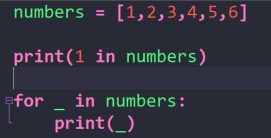 numbers = [1,2,3,4,5,6]
print(1 in numbers)
for _ in numbers:
    print(_)